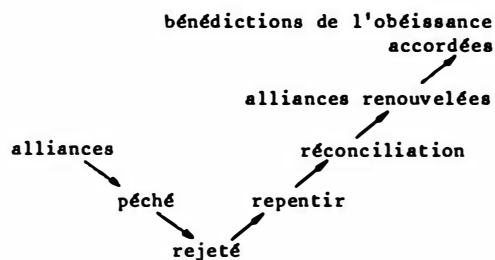 bénédictions de l'obéissance
accordées
alliances renouvelées
alliances
réconciliation
péché
repentir
rejeté